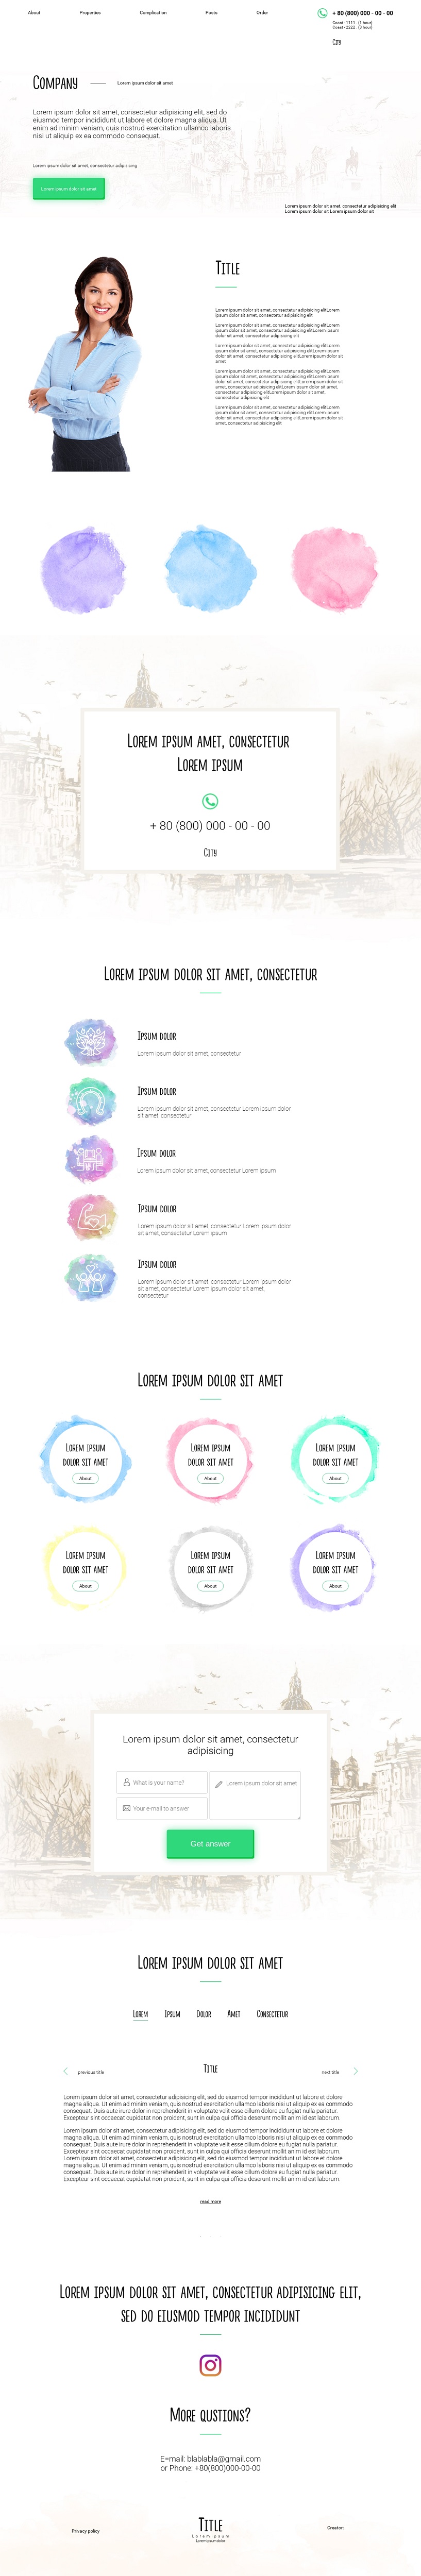 About Properties Complication Posts Order
+ 80 (800) 000 - 00 - 00
Coast - 1111 . (1 hour)
Coast - 2222 . (3 hour)
City
Company
Lorem ipsum dolor sit amet
Lorem ipsum dolor sit amet, consectetur adipisicing elit, sed do
eiusmod tempor incididunt ut labore et dolore magna aliqua. Ut
enim ad minim veniam, quis nostrud exercitation ullamco laboris
nisi ut aliquip ex ea commodo consequat.
Lorem ipsum dolor sit amet, consectetur adipisicing
Lorem ipsum dolor sit amet
Lorem ipsum dolor sit amet, consectetur adipisicing elit
Lorem ipsum dolor sit Lorem ipsum dolor sit
Title
Lorem ipsum dolor sit amet, consectetur adipisicing elitLorem
ipsum dolor sit amet, consectetur adipisicing elit
Lorem ipsum dolor sit amet, consectetur adipisicing elitLorem
ipsum dolor sit amet, consectetur adipisicing elitLorem ipsum
dolor sit amet, consectetur adipisicing elit
Lorem ipsum dolor sit amet, consectetur adipisicing elitLorem
ipsum dolor sit amet, consectetur adipisicing elitLorem ipsum
dolor sit amet, consectetur adipisicing elitLorem ipsum dolor sit
amet
Lorem ipsum dolor sit amet, consectetur adipisicing elitLorem
ipsum dolor sit amet, consectetur adipisicing elitLorem ipsum
dolor sit amet, consectetur adipisicing elitLorem ipsum dolor sit
amet, consectetur adipisicing elitLorem ipsum dolor sit amet,
consectetur adipisicing elitLorem ipsum dolor sit amet,
consectetur adipisicing elit
Lorem ipsum dolor sit amet, consectetur adipisicing elitLorem
ipsum dolor sit amet, consectetur adipisicing elitLorem ipsum
dolor sit amet, consectetur adipisicing elitLorem ipsum dolor sit
amet, consectetur adipisicing elit
Lorem ipsum amet, consectetur
Lorem ipsum
+ 80 (800) 000 - 00 - 00
City
Lorem ipsum dolor sit amet, consectetur
Ipsum dolor
Lorem ipsum dolor sit amet, consectetur
Ipsum dolor
Lorem ipsum dolor sit amet, consectetur Lorem ipsum dolor
sit amet, consectetur
Ipsum dolor
Lorem ipsum dolor sit amet, consectetur Lorem ipsum
Ipsum dolor
Lorem ipsum dolor sit amet, consectetur Lorem ipsum dolor
sit amet, consectetur Lorem ipsum
Ipsum dolor
Lorem ipsum dolor sit amet, consectetur Lorem ipsum dolor
sit amet, consectetur Lorem ipsum dolor sit amet,
consectetur
Lorem ipsum dolor sit amet
Lorem ipsum
dolor sit amet
About
Lorem ipsum
dolor sit amet
About
Lorem ipsum
dolor sit amet
About
Lorem ipsum
dolor sit amet
About
Lorem ipsum
dolor sit amet
About
Lorem ipsum
dolor sit amet
About
Lorem ipsum dolor sit amet, consectetur
adipisicing
What is your name?
Your e-mail to answer
Lorem ipsum dolor sit amet
Get answer
Lorem ipsum dolor sit amet
Lorem Ipsum Dolor Amet Consectetur
previous title
Title
next title
Lorem ipsum dolor sit amet, consectetur adipisicing elit, sed do eiusmod tempor incididunt ut labore et dolore
magna aliqua. Ut enim ad minim veniam, quis nostrud exercitation ullamco laboris nisi ut aliquip ex ea commodo
consequat. Duis aute irure dolor in reprehenderit in voluptate velit esse cillum dolore eu fugiat nulla pariatur.
Excepteur sint occaecat cupidatat non proident, sunt in culpa qui officia deserunt mollit anim id est laborum.
Lorem ipsum dolor sit amet, consectetur adipisicing elit, sed do eiusmod tempor incididunt ut labore et dolore
magna aliqua. Ut enim ad minim veniam, quis nostrud exercitation ullamco laboris nisi ut aliquip ex ea commodo
consequat. Duis aute irure dolor in reprehenderit in voluptate velit esse cillum dolore eu fugiat nulla pariatur.
Excepteur sint occaecat cupidatat non proident, sunt in culpa qui officia deserunt mollit anim id est laborum.
Lorem ipsum dolor sit amet, consectetur adipisicing elit, sed do eiusmod tempor incididunt ut labore et dolore
magna aliqua. Ut enim ad minim veniam, quis nostrud exercitation ullamco laboris nisi ut aliquip ex ea commodo
consequat. Duis aute irure dolor in reprehenderit in voluptate velit esse cillum dolore eu fugiat nulla pariatur.
Excepteur sint occaecat cupidatat non proident, sunt in culpa qui officia deserunt mollit anim id est laborum.
read more
Lorem ipsum dolor sit amet, consectetur adipisicing elit,
sed do eiusmod tempor incididunt
More qustions?
E=mail: blablabla@gmail.com
or Phone: +80(800)000-00-00
Privacy policy
Title
Loremipsum
Loremipsumdolor
Creator: